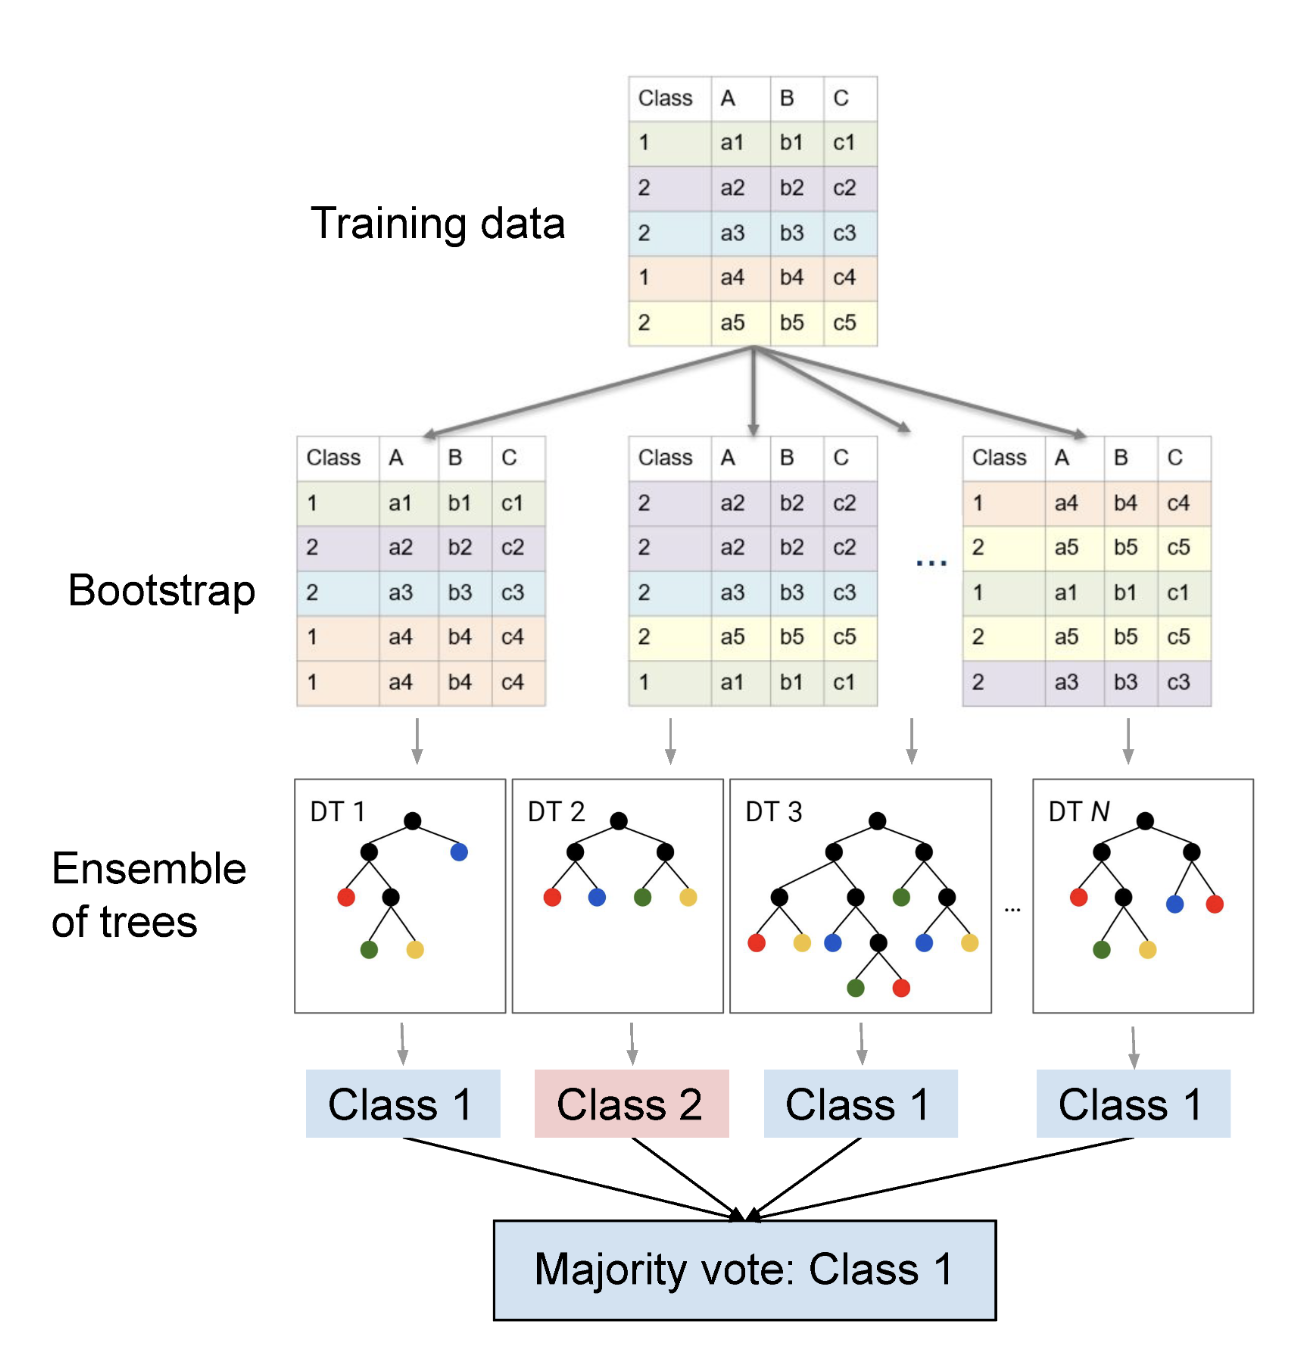 Class A B C
1 a1 b1 c1
2 a2 b2 c2
Training data
2 a3 b3 c3
1 a4 b4 c4
2 a5 b5 c5
Class A B C
1 a1 b1 c1
2 a2 b2 c2
2 a3 b3 c3
1 a4 b4 c4
1 a4 b4 c4
Class A B C
2 a2 b2 c2
2 a2 b2 c2
2 a3 b3 c3
2 a5 b5 c5
1 a1 b1 c1
...
Class A B C
1 a4 b4 c4
2 a5 b5 c5
1 a1 b1 c1
2 a5 b5 c5
2 a3 b3 c3
Bootstrap
DT 1
DT 2
DT 3
...
DT N
Ensemble
of trees
Class 1
Class 2
Class 1
Class 1
Majority vote: Class 1